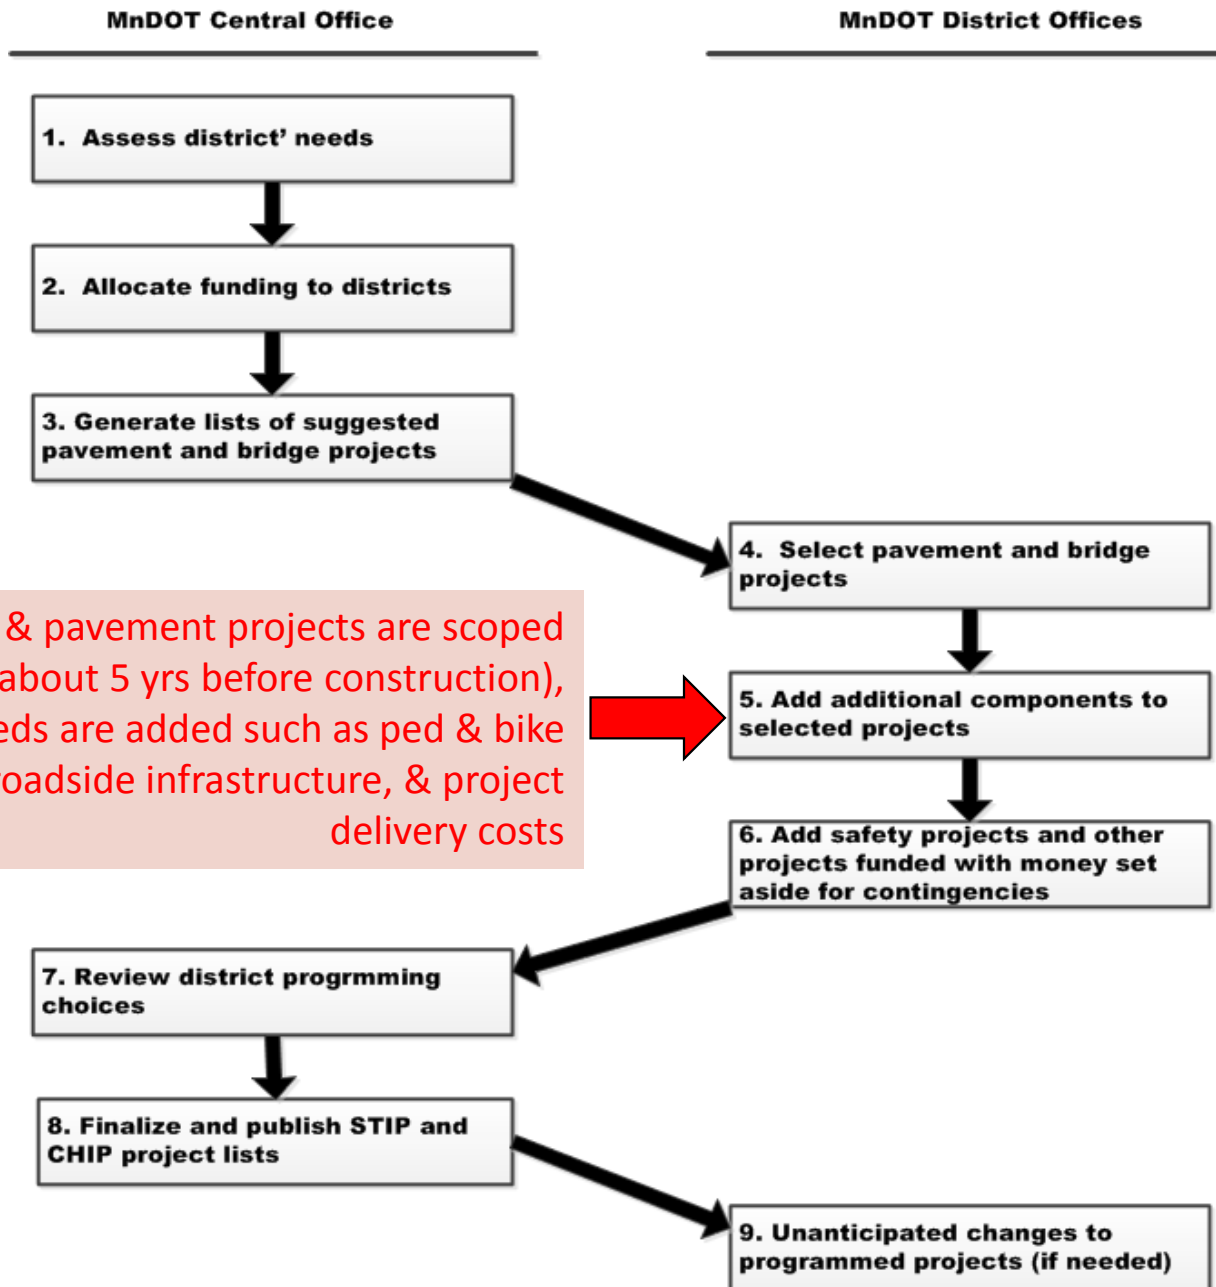 MnDOT Central Office
MnDOT District Offices
1. Assess district’ needs
2. Allocate funding to districts
3. Generate lists of suggested
pavement and bridge projects
4. Select pavement and bridge
projects
& pavement projects are scoped
about 5 yrs before construction),
eds are added such as ped & bike
roadside infrastructure, & project
delivery costs
5. Add additional components to
selected projects
6. Add safety projects and other
projects funded with money set
aside for contingencies
7. Review district progrmming
choices
8. Finalize and publish STIP and
CHIP project lists
9. Unanticipated changes to
programmed projects (if needed)